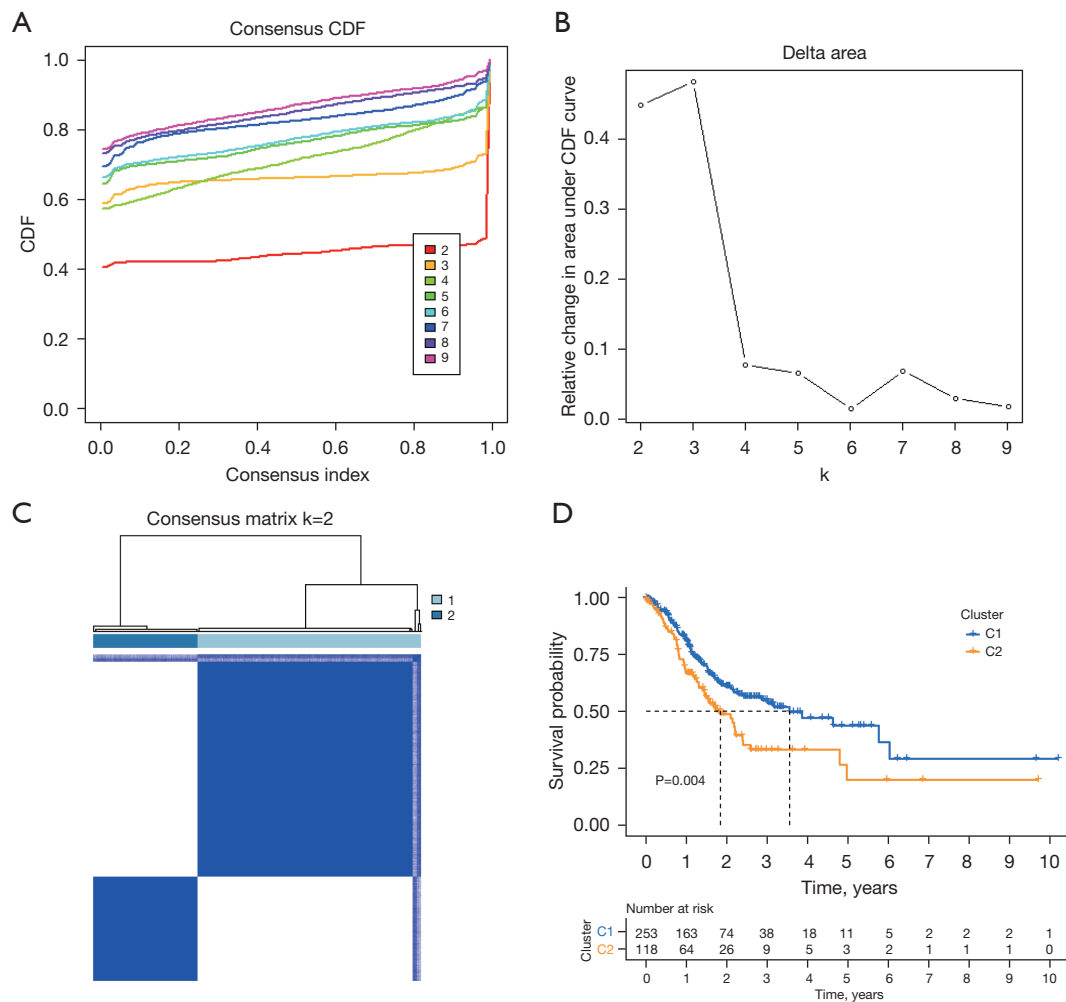 A
Consensus CDF
1.0
0.8
0.6
0.4
0.2
0.0
CDF
2
3
4
5
6
7
8
9
0.0 0.2 0.4 0.6 0.8 1.0
Consensus index
B
Delta area
0.4
0.3
0.2
0.1
0.0
Relative change in area under CDF curve
2 3 4 5 6 7 8 9
k
C
Consensus matrix k=2
1
2
D
1.00
0.75
0.50
0.25
0.00
Survival probability
Cluster
C1
C2
P=0.004
0 1 2 3 4 5 6 7 8 9 10
Time, years
Number at risk
Cluster
C1 253 163 74 38 18 11 5 2 2 2 1
C2 118 64 26 9 5 3 2 1 1 1 0
0 1 2 3 4 5 6 7 8 9 10
Time, years